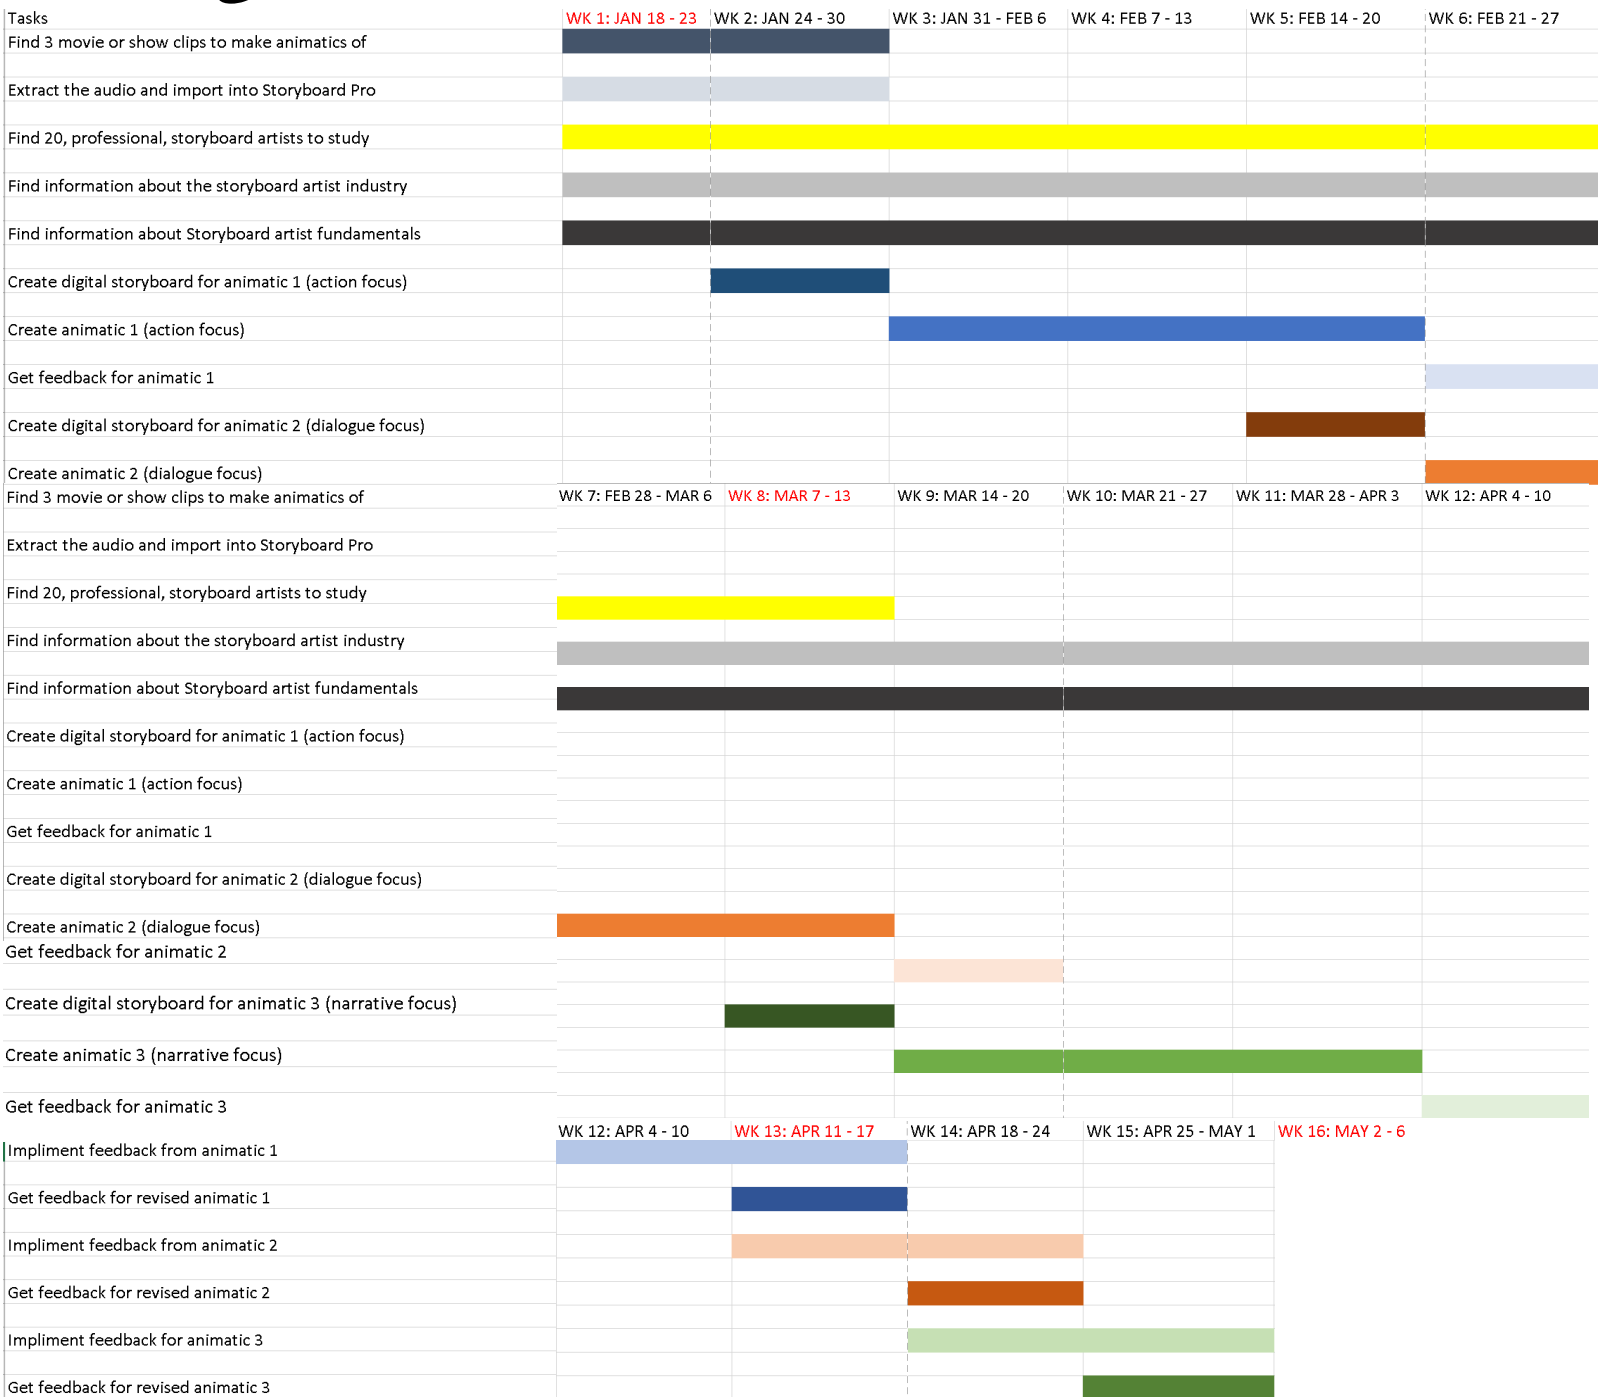 Tasks WK 1: JAN 18 - 23 WK 2: JAN 24 - 30 WK 3: JAN 31 - FEB 6 WK 4: FEB 7 - 13 WK 5: FEB 14 - 20 WK 6: FEB 21 - 27
Find 3 movie or show clips to make animatics of
Extract the audio and import into Storyboard Pro
Find 20, professional, storyboard artists to study
Find information about the storyboard artist industry
Find information about Storyboard artist fundamentals
Create digital storyboard for animatic 1 (action focus)
Create animatic 1 (action focus)
Get feedback for animatic 1
Create digital storyboard for animatic 2 (dialogue focus)
Create animatic 2 (dialogue focus)
Find 3 movie or show clips to make animatics of WK 7: FEB 28 - MAR 6 WK 8: MAR 7 - 13 WK 9: MAR 14 - 20 WK 10: MAR 21 - 27 WK 11: MAR 28 - APR 3 WK 12: APR 4 - 10
Extract the audio and import into Storyboard Pro
Find 20, professional, storyboard artists to study
Find information about the storyboard artist industry
Find information about Storyboard artist fundamentals
Create digital storyboard for animatic 1 (action focus)
Create animatic 1 (action focus)
Get feedback for animatic 1
Create digital storyboard for animatic 2 (dialogue focus)
Create animatic 2 (dialogue focus)
Get feedback for animatic 2
Create digital storyboard for animatic 3 (narrative focus)
Create animatic 3 (narrative focus)
Get feedback for animatic 3
WK 12: APR 4 - 10 WK 13: APR 11 - 17 WK 14: APR 18 - 24 WK 15: APR 25 - MAY 1 WK 16: MAY 2 - 6
Impliment feedback from animatic 1
Get feedback for revised animatic 1
Impliment feedback from animatic 2
Get feedback for revised animatic 2
Impliment feedback for animatic 3
Get feedback for revised animatic 3